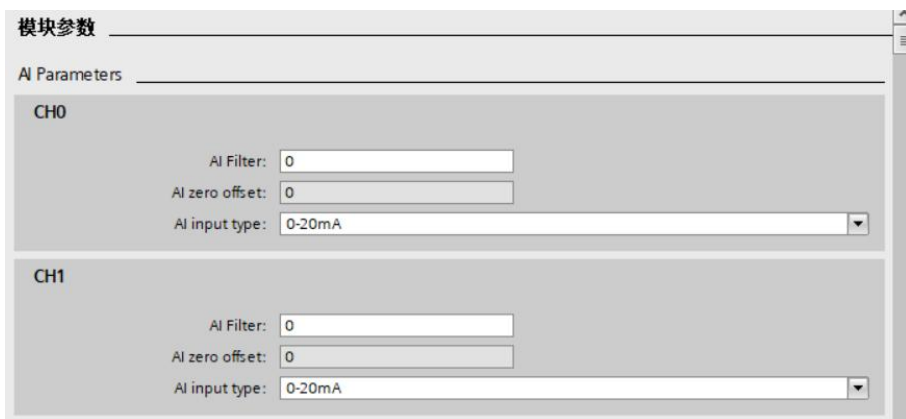 模块参数
AI Parameters
CH0
AI Filter: 0
AI zero offset: 0
AI input type: 0-20mA
CH1
AI Filter: 0
AI zero offset: 0
AI input type: 0-20mA